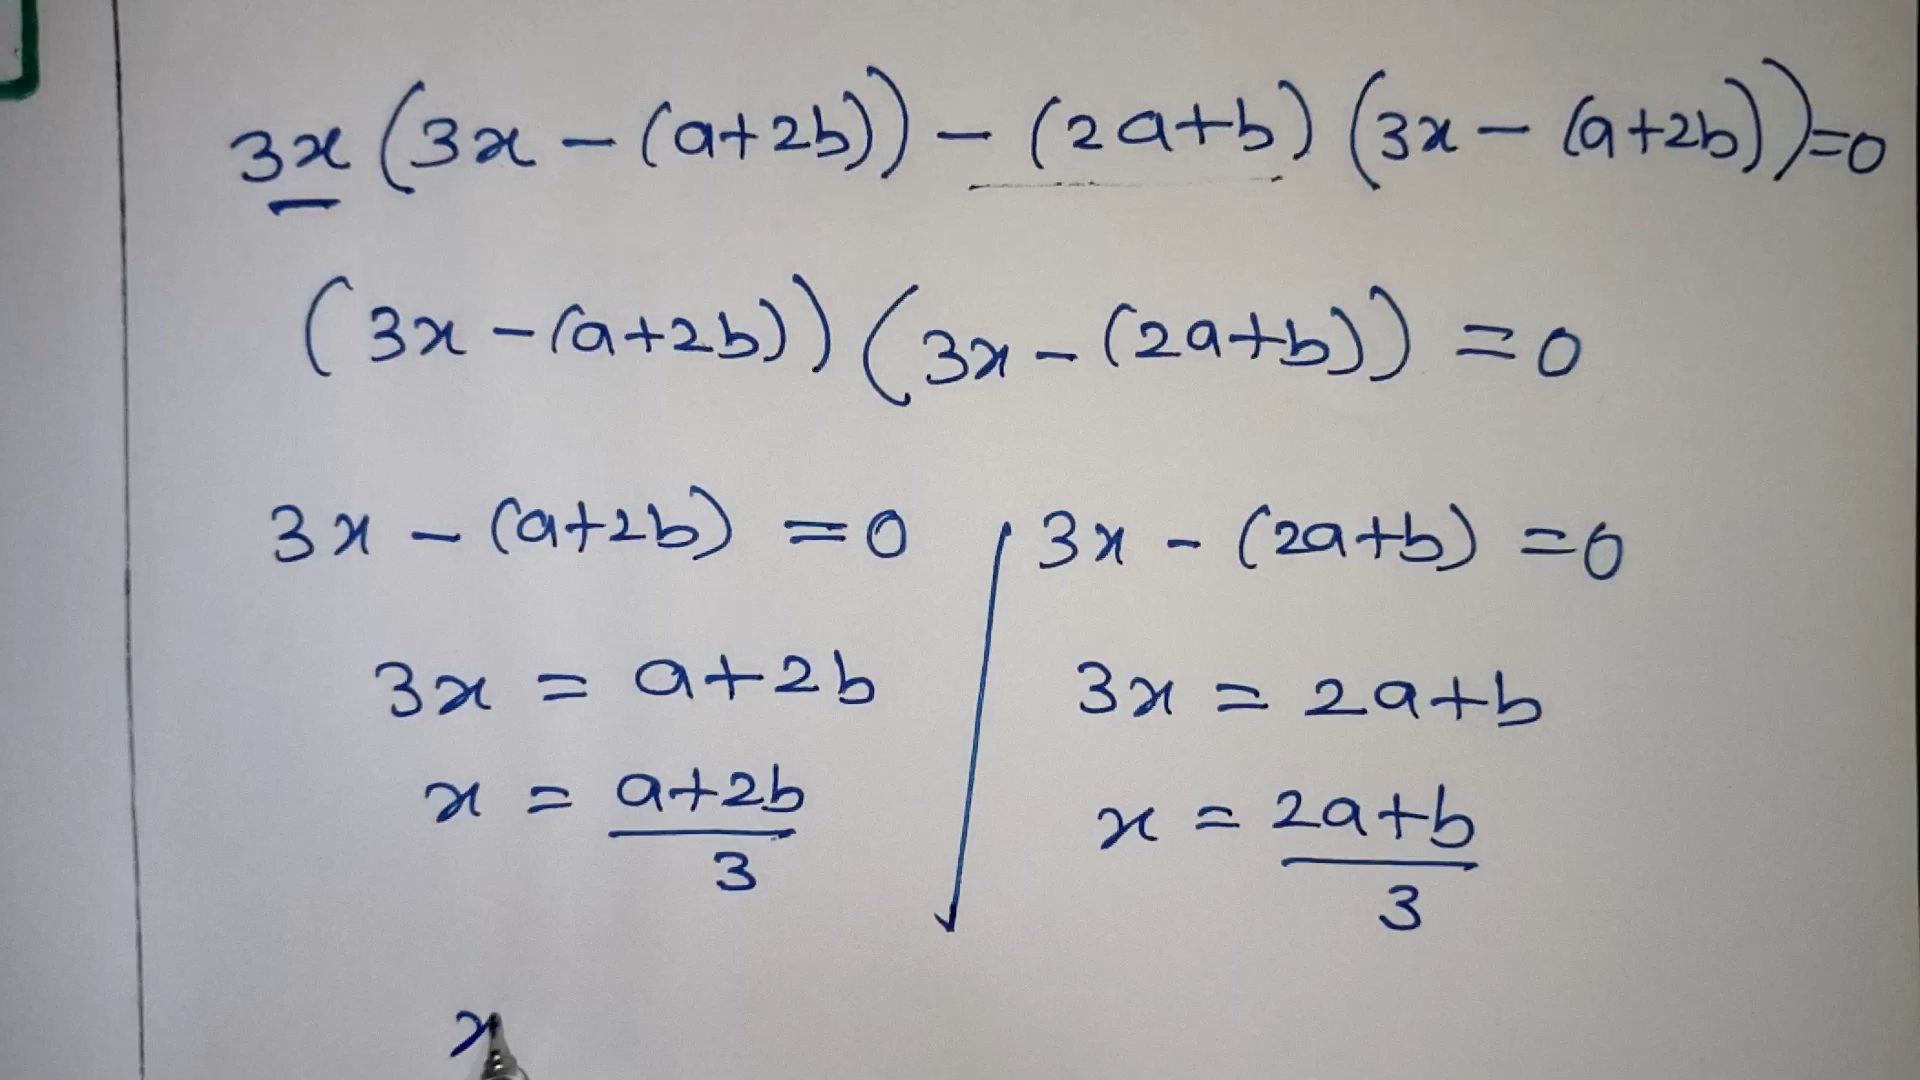 3x (3x - (a+2b)) - (2a+b) (3x - (a+2b)) = 0
(3x - (a+2b)) (3x - (2a+b)) = 0
3x - (a+2b) = 0
3x = a+2b
x = a+2b
3
3x - (2a+b) = 0
3x = 2a+b
x = 2a+b
3
x